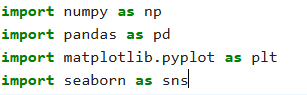 import numpy as np
import pandas as pd
import matplotlib.pyplot as plt
import seaborn as sns